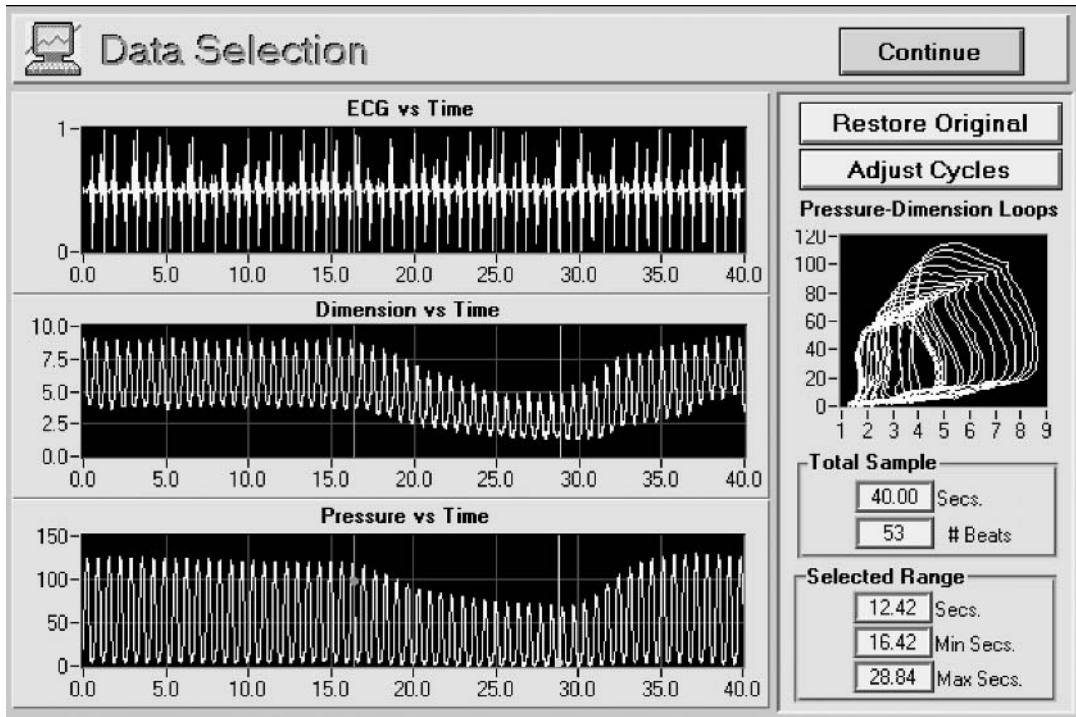 Data Selection
Continue
ECG vs Time
1
0
0.0 5.0 10.0 15.0 20.0 25.0 30.0 35.0 40.0
Dimension vs Time
10.0
7.5
5.0
2.5
0.0
0.0 5.0 10.0 15.0 20.0 25.0 30.0 35.0 40.0
Pressure vs Time
150
100
50
0
0.0 5.0 10.0 15.0 20.0 25.0 30.0 35.0 40.0
Restore Original
Adjust Cycles
Pressure-Dimension Loops
120
100
80
60
40
20
0
1 2 3 4 5 6 7 8 9
Total Sample
40.00 Secs.
53 # Beats
Selected Range
12.42 Secs.
16.42 Min Secs.
28.84 Max Secs.